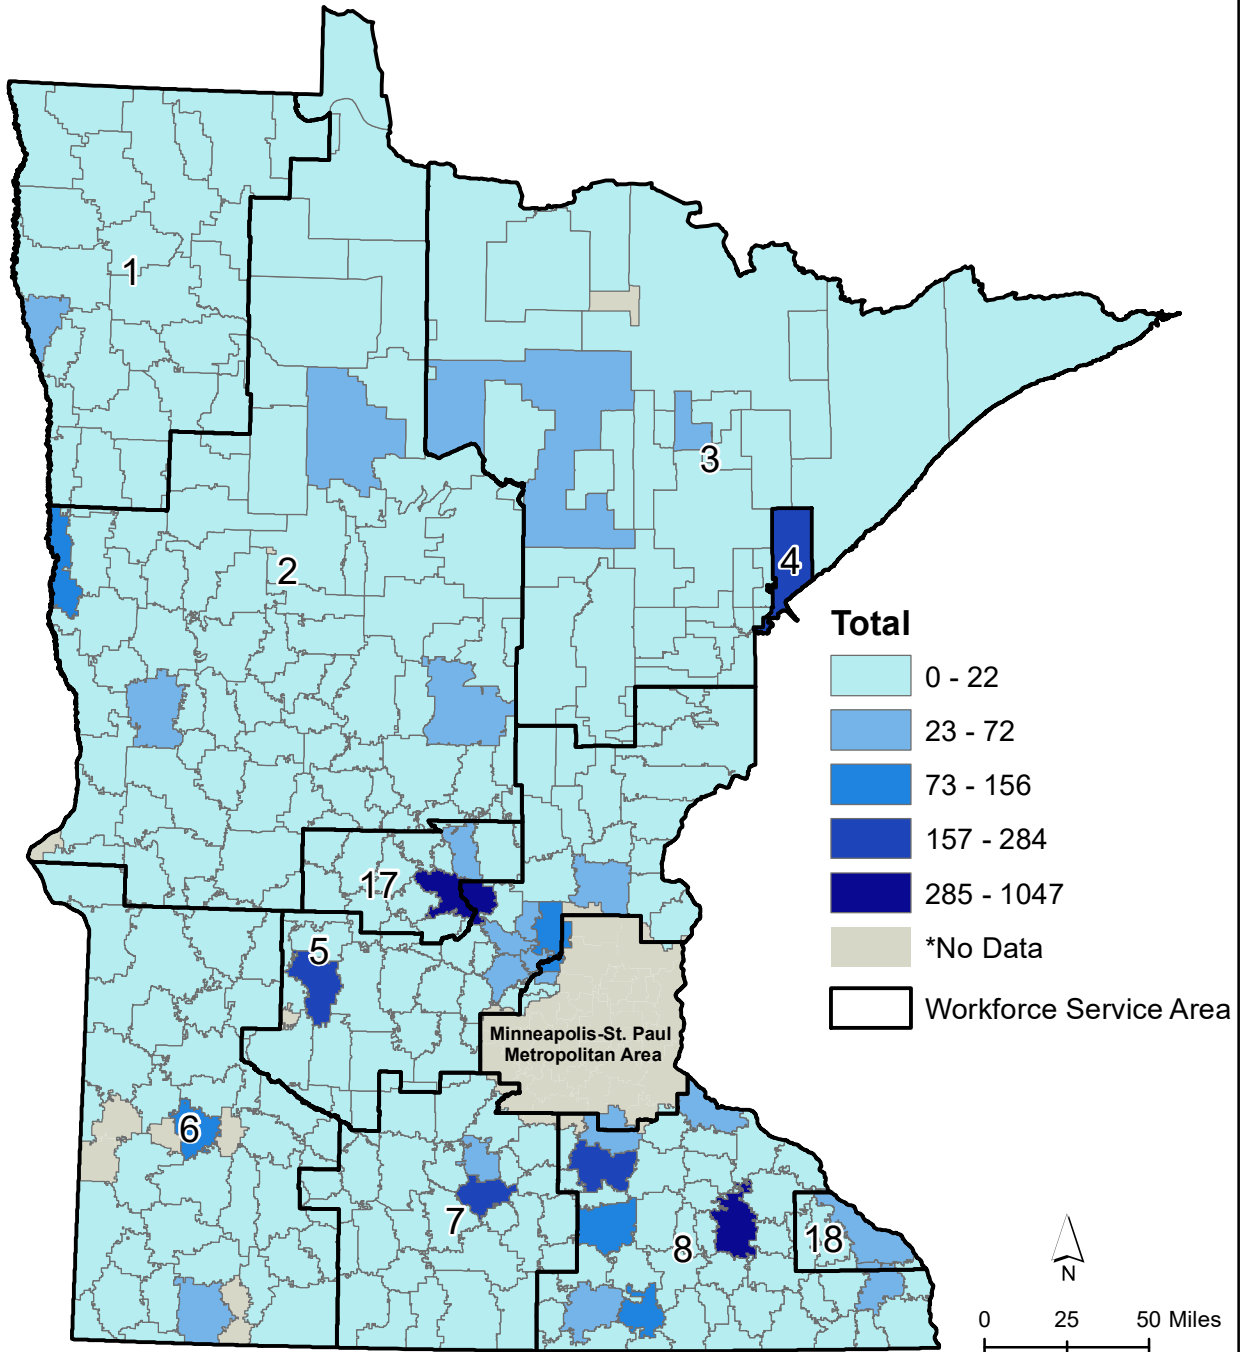 1
3
4
2
Total
0 - 22
23 - 72
73 - 156
157 - 284
285 - 1047
*No Data
Workforce Service Area
17
5
Minneapolis-St. Paul
Metropolitan Area
6
7
8
18
N
0 25 50 Miles